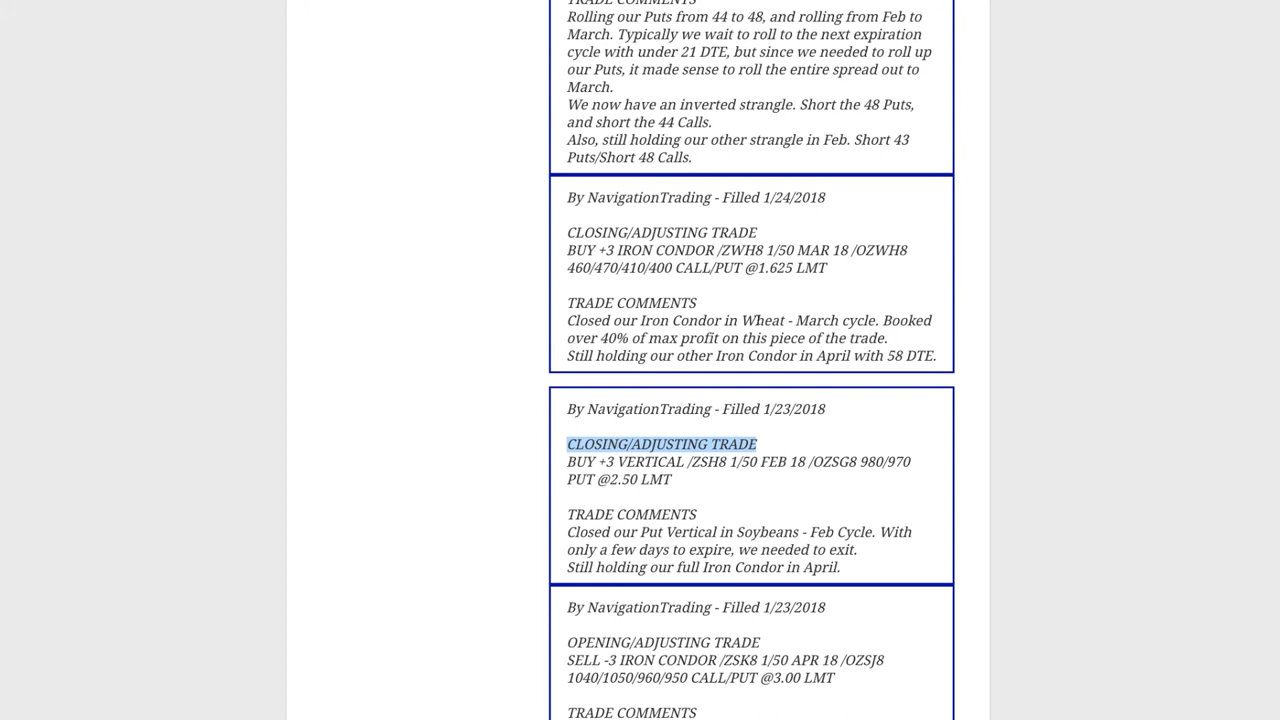 TRADE COMMENTS
Rolling our Puts from 44 to 48, and rolling from Feb to
March. Typically we wait to roll to the next expiration
cycle with under 21 DTE, but since we needed to roll up
our Puts, it made sense to roll the entire spread out to
March.
We now have an inverted strangle. Short the 48 Puts,
and short the 44 Calls.
Also, still holding our other strangle in Feb. Short 43
Puts/Short 48 Calls.
By NavigationTrading - Filled 1/24/2018
CLOSING/ADJUSTING TRADE
BUY +3 IRON CONDOR /ZWH8 1/50 MAR 18 /OZWH8
460/470/410/400 CALL/PUT @1.625 LMT
TRADE COMMENTS
Closed our Iron Condor in Wheat - March cycle. Booked
over 40% of max profit on this piece of the trade.
Still holding our other Iron Condor in April with 58 DTE.
By NavigationTrading - Filled 1/23/2018
CLOSING/ADJUSTING TRADE
BUY +3 VERTICAL /ZSH8 1/50 FEB 18 /OZSG8 980/970
PUT @2.50 LMT
TRADE COMMENTS
Closed our Put Vertical in Soybeans - Feb Cycle. With
only a few days to expire, we needed to exit.
Still holding our full Iron Condor in April.
By NavigationTrading - Filled 1/23/2018
OPENING/ADJUSTING TRADE
SELL -3 IRON CONDOR /ZSK8 1/50 APR 18 /OZSJ8
1040/1050/960/950 CALL/PUT @3.00 LMT
TRADE COMMENTS